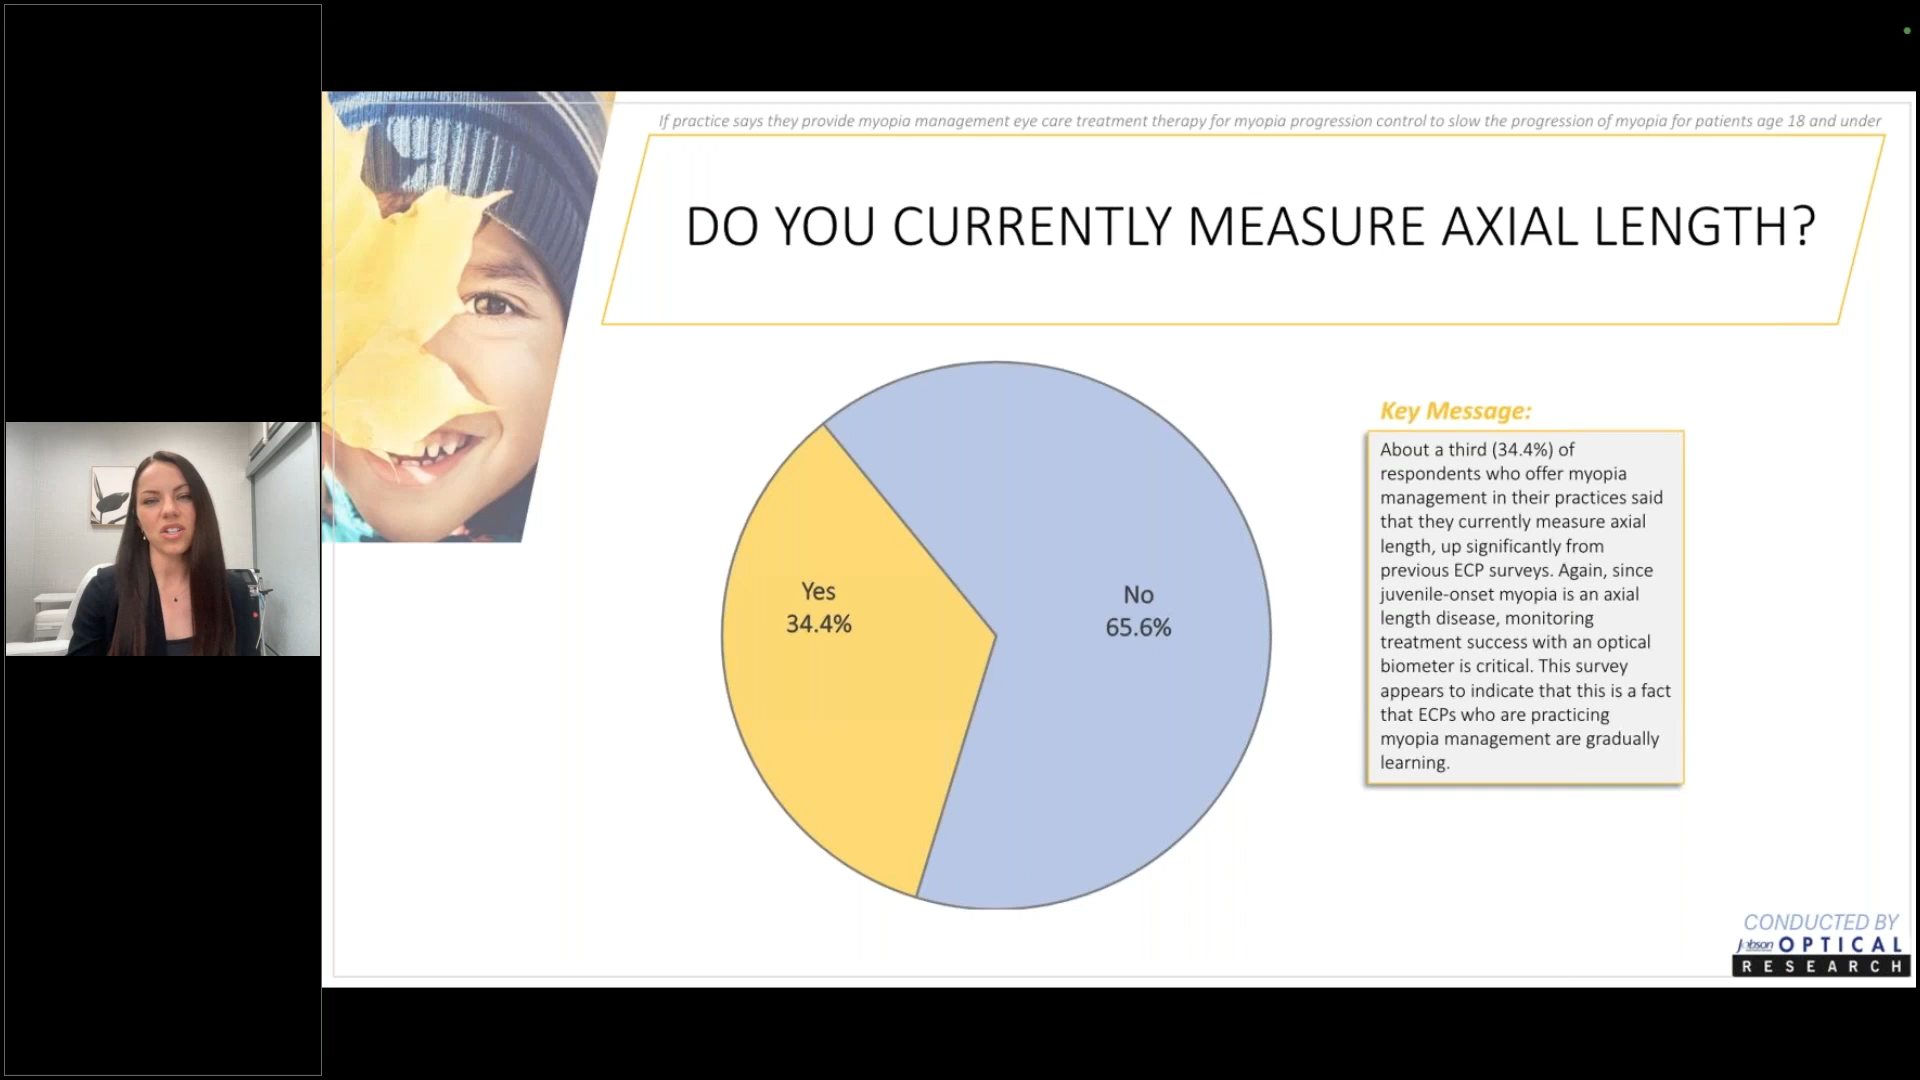 If practice says they provide myopia management eye care treatment therapy for myopia progression control to slow the progression of myopia for patients age 18 and under
DO YOU CURRENTLY MEASURE AXIAL LENGTH?
Yes
34.4%
No
65.6%
Key Message:
About a third (34.4%) of
respondents who offer myopia
management in their practices said
that they currently measure axial
length, up significantly from
previous ECP surveys. Again, since
juvenile-onset myopia is an axial
length disease, monitoring
treatment success with an optical
biometer is critical. This survey
appears to indicate that this is a fact
that ECPs who are practicing
myopia management are gradually
learning.
CONDUCTED BY
Jobson OPTICAL
RESEARCH